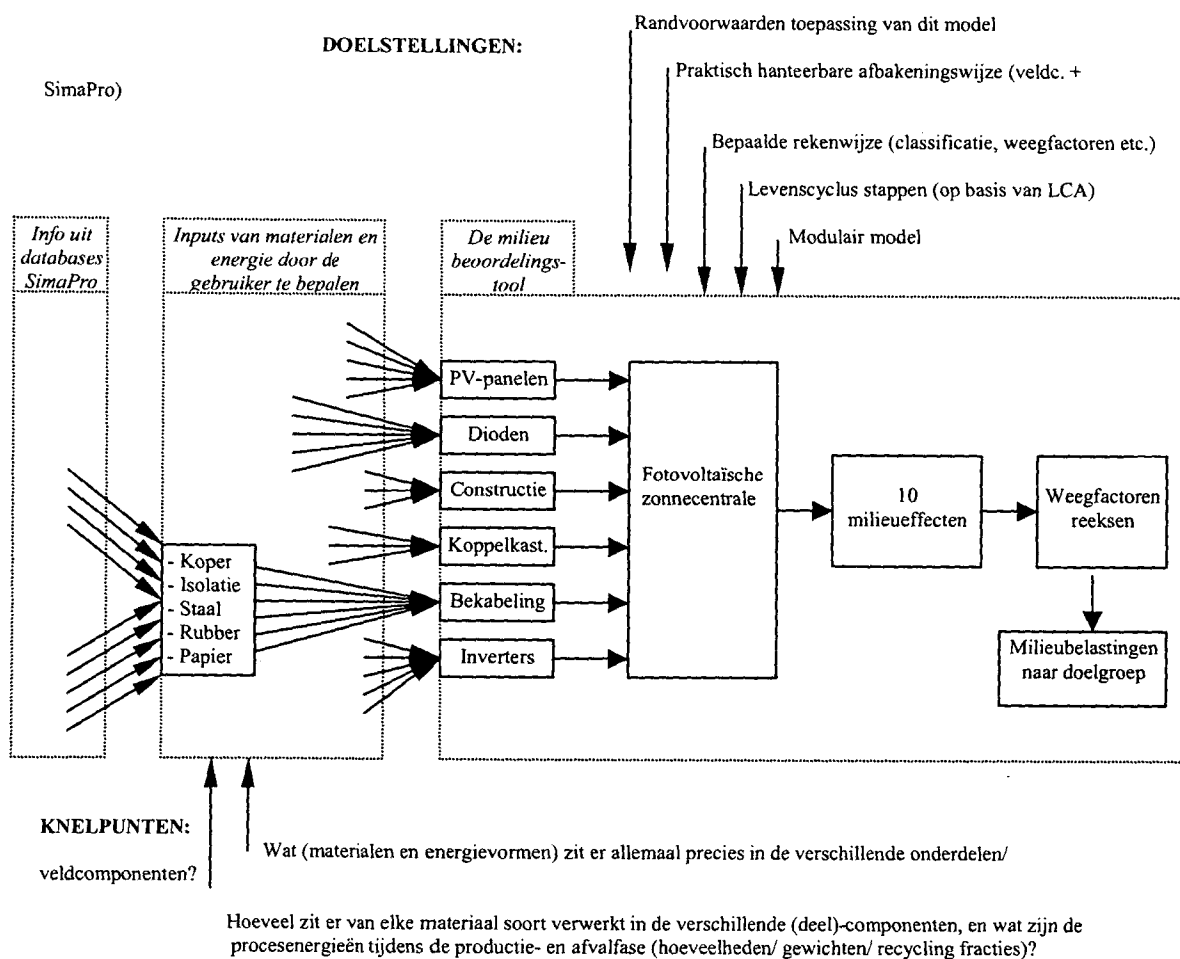 DOELSTELLINGEN:
Randvoorwaarden toepassing van dit model
Praktisch hanteerbare afbakeningswijze (veldc. +
SimaPro)
Bepaalde rekenwijze (classificatie, weegfactoren etc.)
Levenscyclus stappen (op basis van LCA)
Modulair model
Info uit
databases
SimaPro
Inputs van materialen en
energie door de
gebruiker te bepalen
De milieu
beoordelings-
tool
PV-panelen
Dioden
Constructie
Koppelkast.
Bekabeling
Inverters
- Koper
- Isolatie
- Staal
- Rubber
- Papier
Fotovoltaïsche
zonnecentrale
10
milieueffecten
Weegfactoren
reeksen
Milieubelastingen
naar doelgroep
KNELPUNTEN:
Wat (materialen en energievormen) zit er allemaal precies in de verschillende onderdelen/
veldcomponenten?
Hoeveel zit er van elke materiaal soort verwerkt in de verschillende (deel)-componenten, en wat zijn de
procesenergieën tijdens de productie- en afvalfase (hoeveelheden/ gewichten/ recycling fracties)?